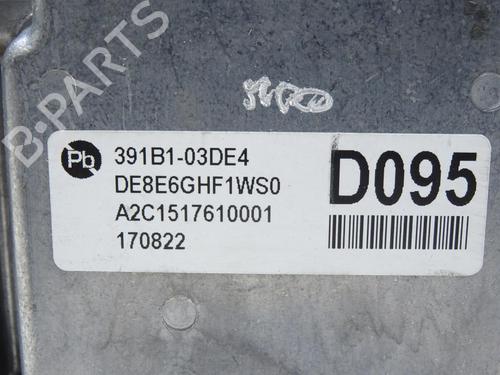 B-PARTS
Pb
391B1-03DE4
DE8E6GHF1WS0
A2C1517610001
170822
D095